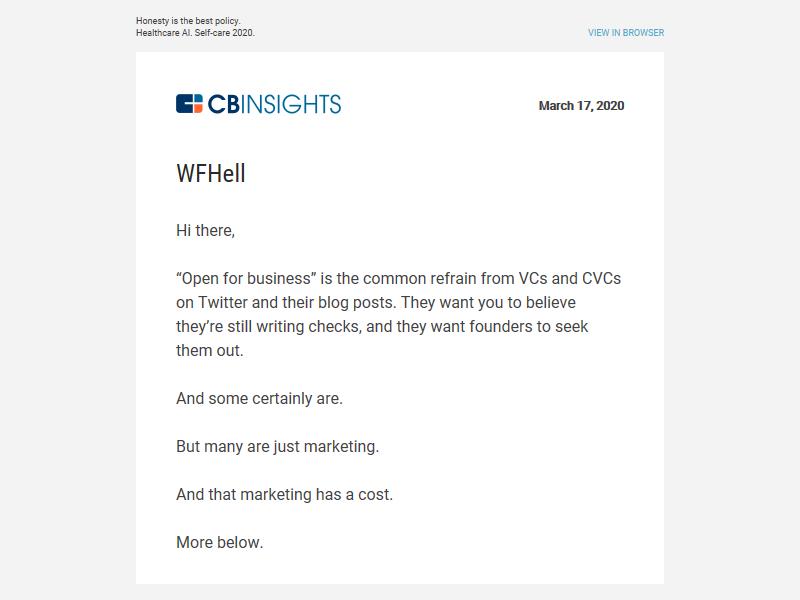 Honesty is the best policy.
Healthcare AI. Self-care 2020.
VIEW IN BROWSER
CBINSIGHTS
March 17, 2020
WFHell
Hi there,
“Open for business” is the common refrain from VCs and CVCs
on Twitter and their blog posts. They want you to believe
they’re still writing checks, and they want founders to seek
them out.
And some certainly are.
But many are just marketing.
And that marketing has a cost.
More below.